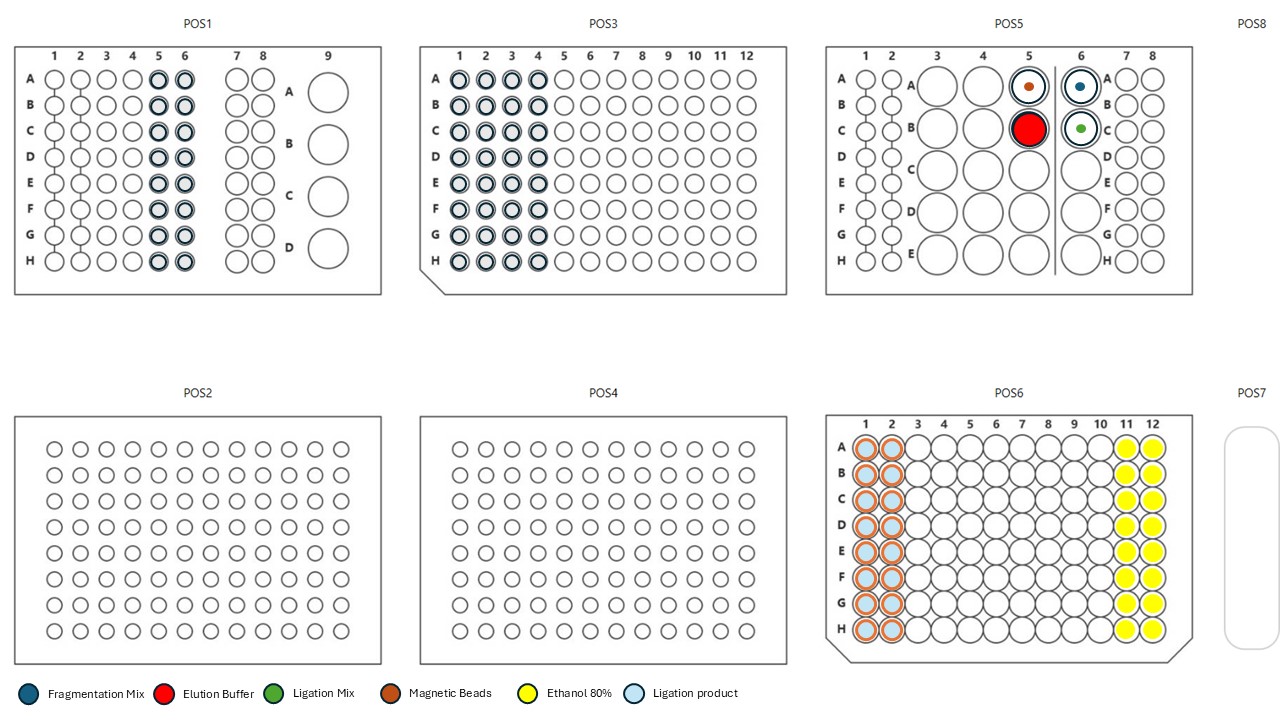 POS1 POS3 POS5 POS8
1 2 3 4 5 6 7 8 9
A
B
C
D
E
F
G
H
A
B
C
D
1 2 3 4 5 6 7 8 9 10 11 12
A
B
C
D
E
F
G
H
1 2 3 4 5 6 7 8
A
B
C
D
E
F
G
H
A
B
C
D
E
A
B
C
D
E
F
G
H
POS2 POS4 POS6 POS7
1 2 3 4 5 6 7 8 9 10 11 12
A
B
C
D
E
F
G
H
Fragmentation Mix Elution Buffer Ligation Mix Magnetic Beads Ethanol 80% Ligation product